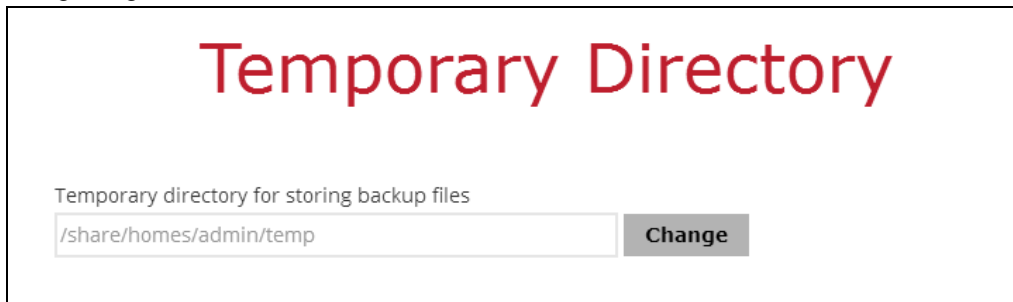 Temporary Directory
Temporary directory for storing backup files
/share/homes/admin/temp
Change